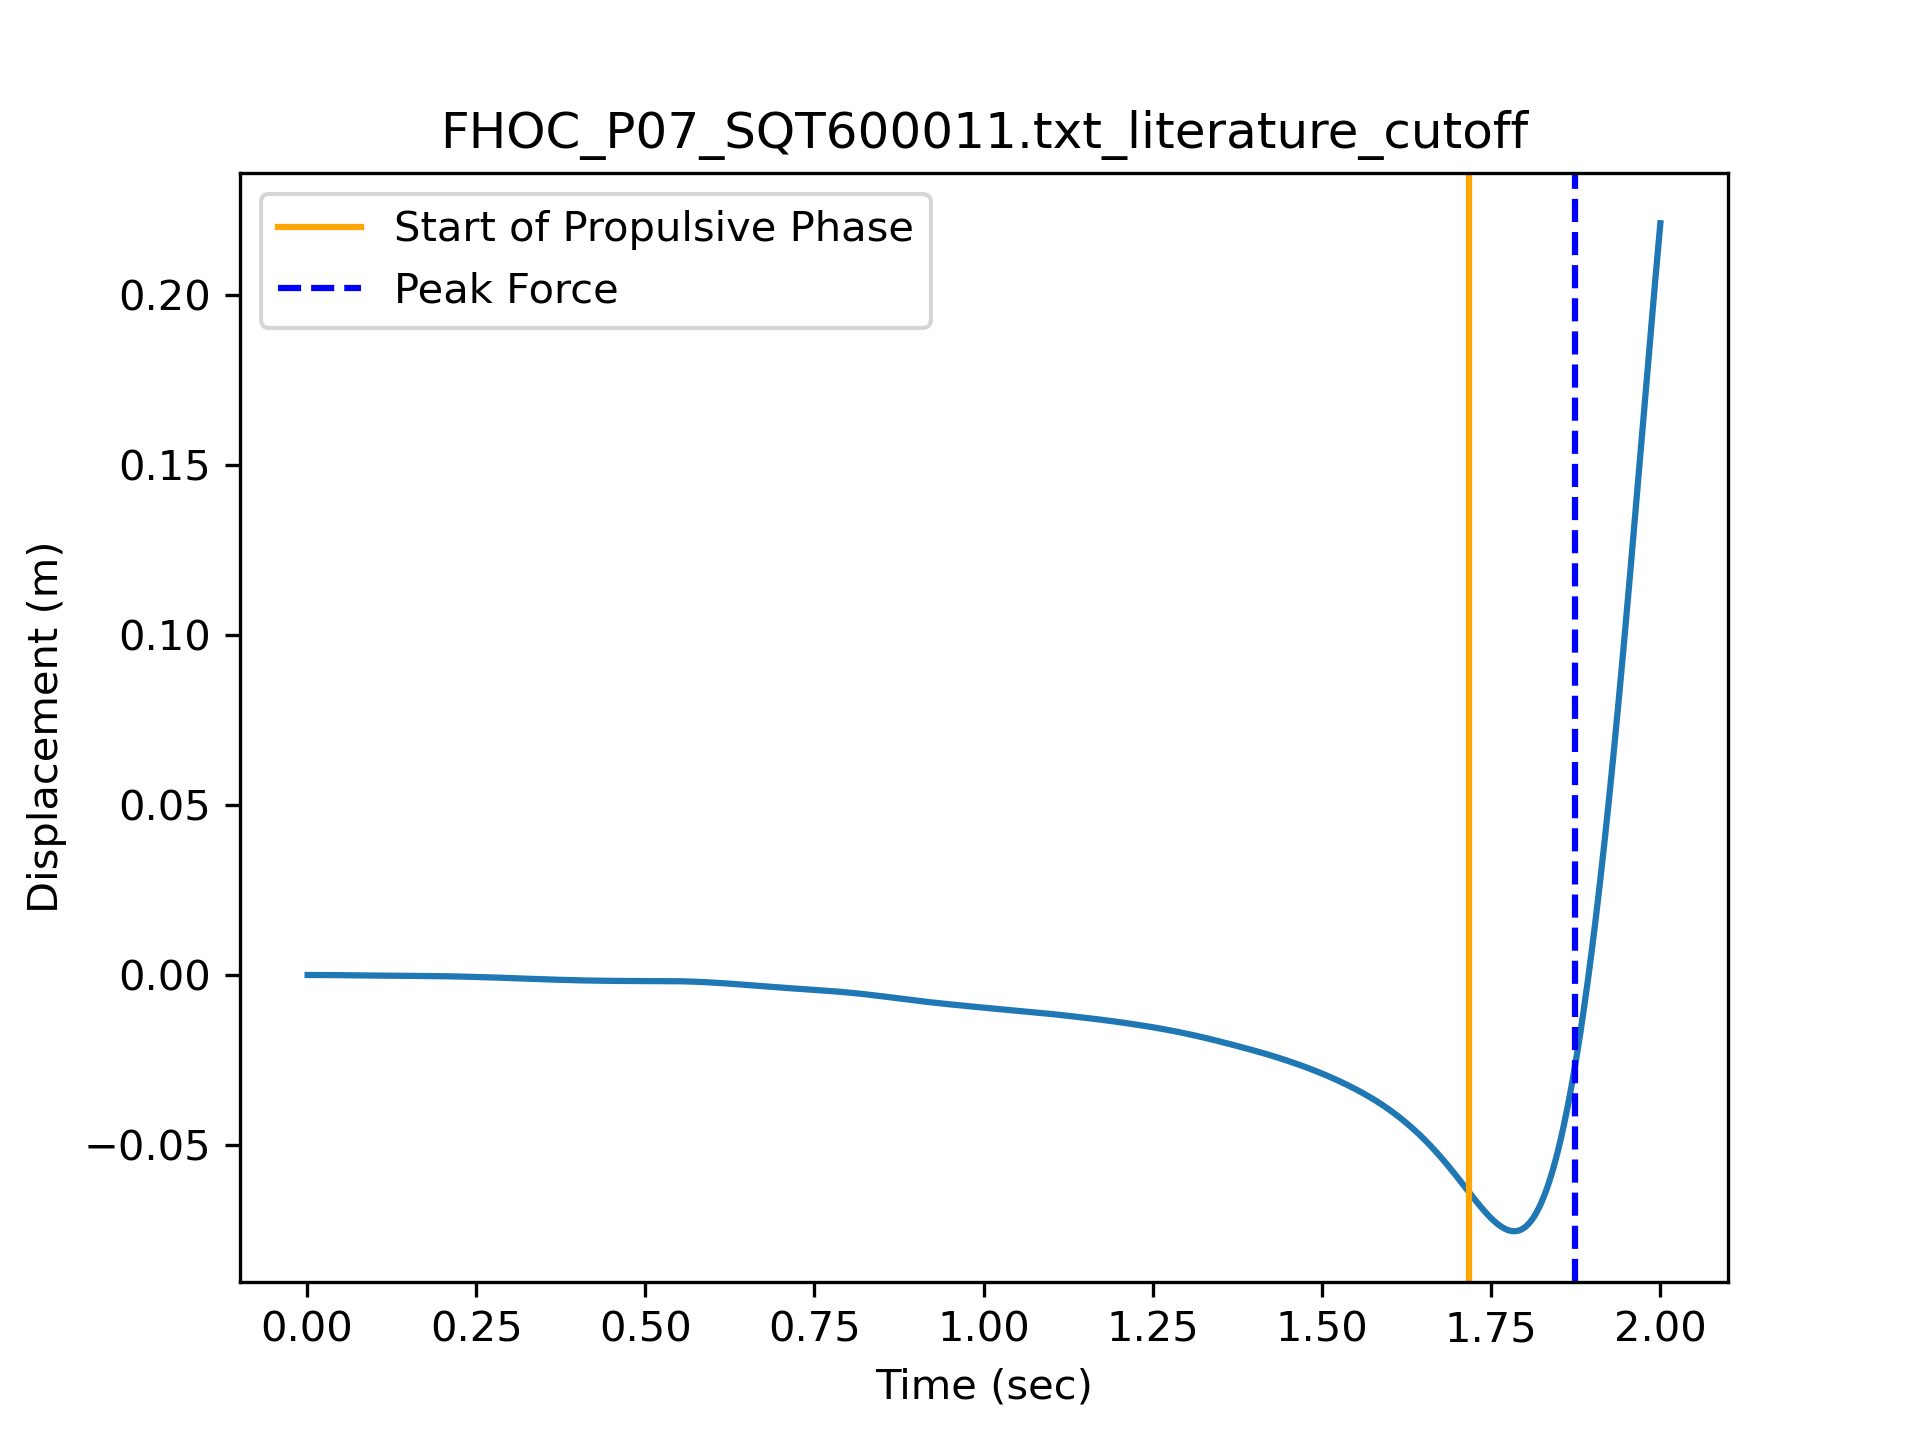 FHOC_P07_SQT600011.txt_literature_cutoff
Start of Propulsive Phase
Peak Force
Displacement (m)
0.20
0.15
0.10
0.05
0.00
−0.05
0.00 0.25 0.50 0.75 1.00 1.25 1.50 1.75 2.00
Time (sec)